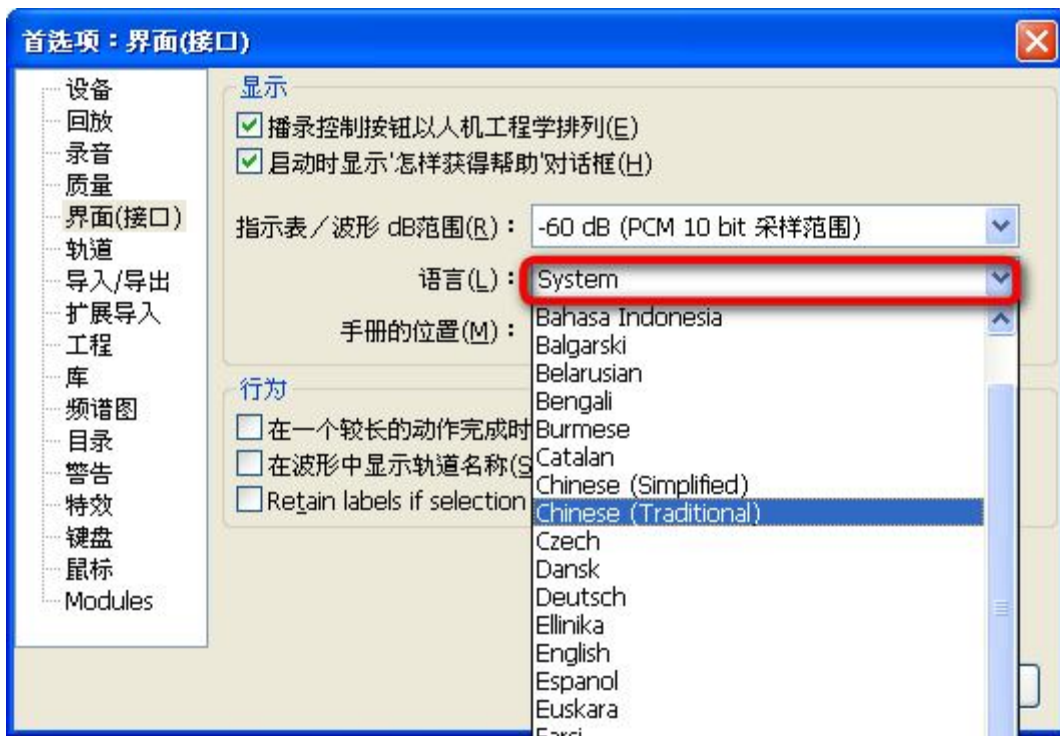 首选项：界面(接口)
设备
回放
录音
质量
界面(接口)
轨道
导入/导出
扩展导入
工程
库
频谱图
目录
警告
特效
键盘
鼠标
Modules
显示
播录控制按钮以人机工程学排列(E)
启动时显示'怎样获得帮助'对话框(H)
指示表／波形 dB范围(R)： -60 dB (PCM 10 bit 采样范围)
语言(L)： System
手册的位置(M)：
行为
在一个较长的动作完成时
在波形中显示轨道名称(S
Retain labels if selection
Bahasa Indonesia
Balgarski
Belarusian
Bengali
Burmese
Catalan
Chinese (Simplified)
Chinese (Traditional)
Czech
Dansk
Deutsch
Ellinika
English
Espanol
Euskara
Farsi